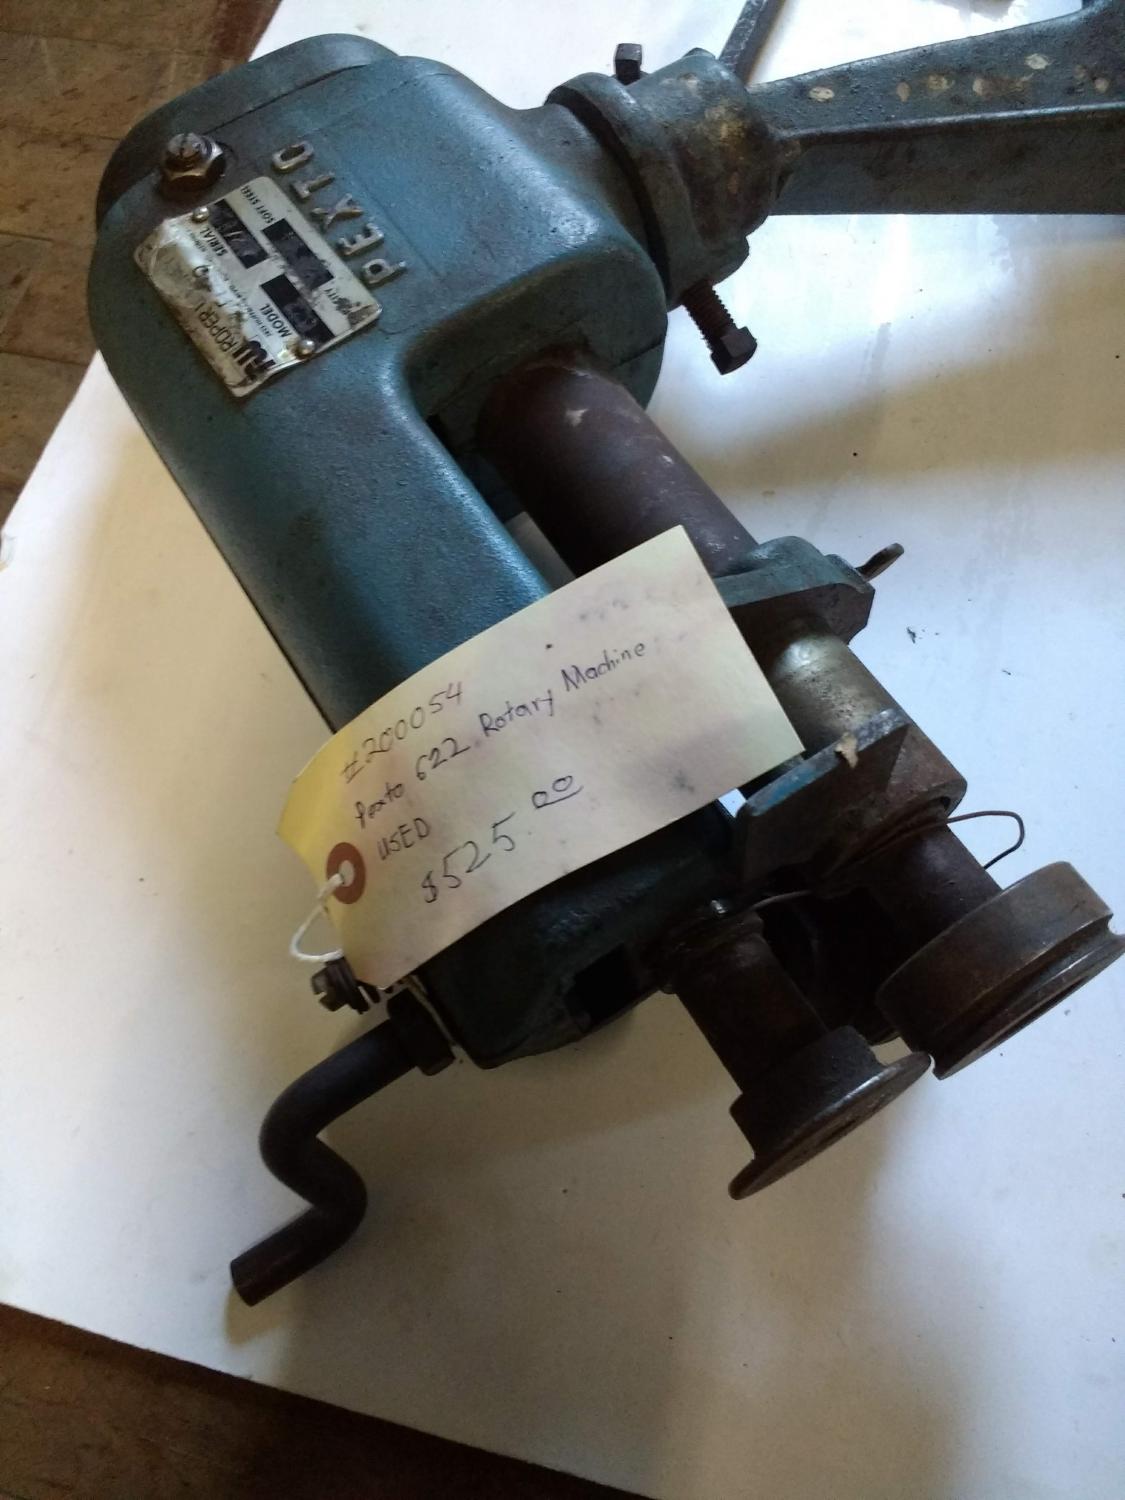 PEXTO
ROPER
MODEL
SERIAL
SOFT STEEL
#200054
Pexto 622 Rotary Machine
USED
$525.00